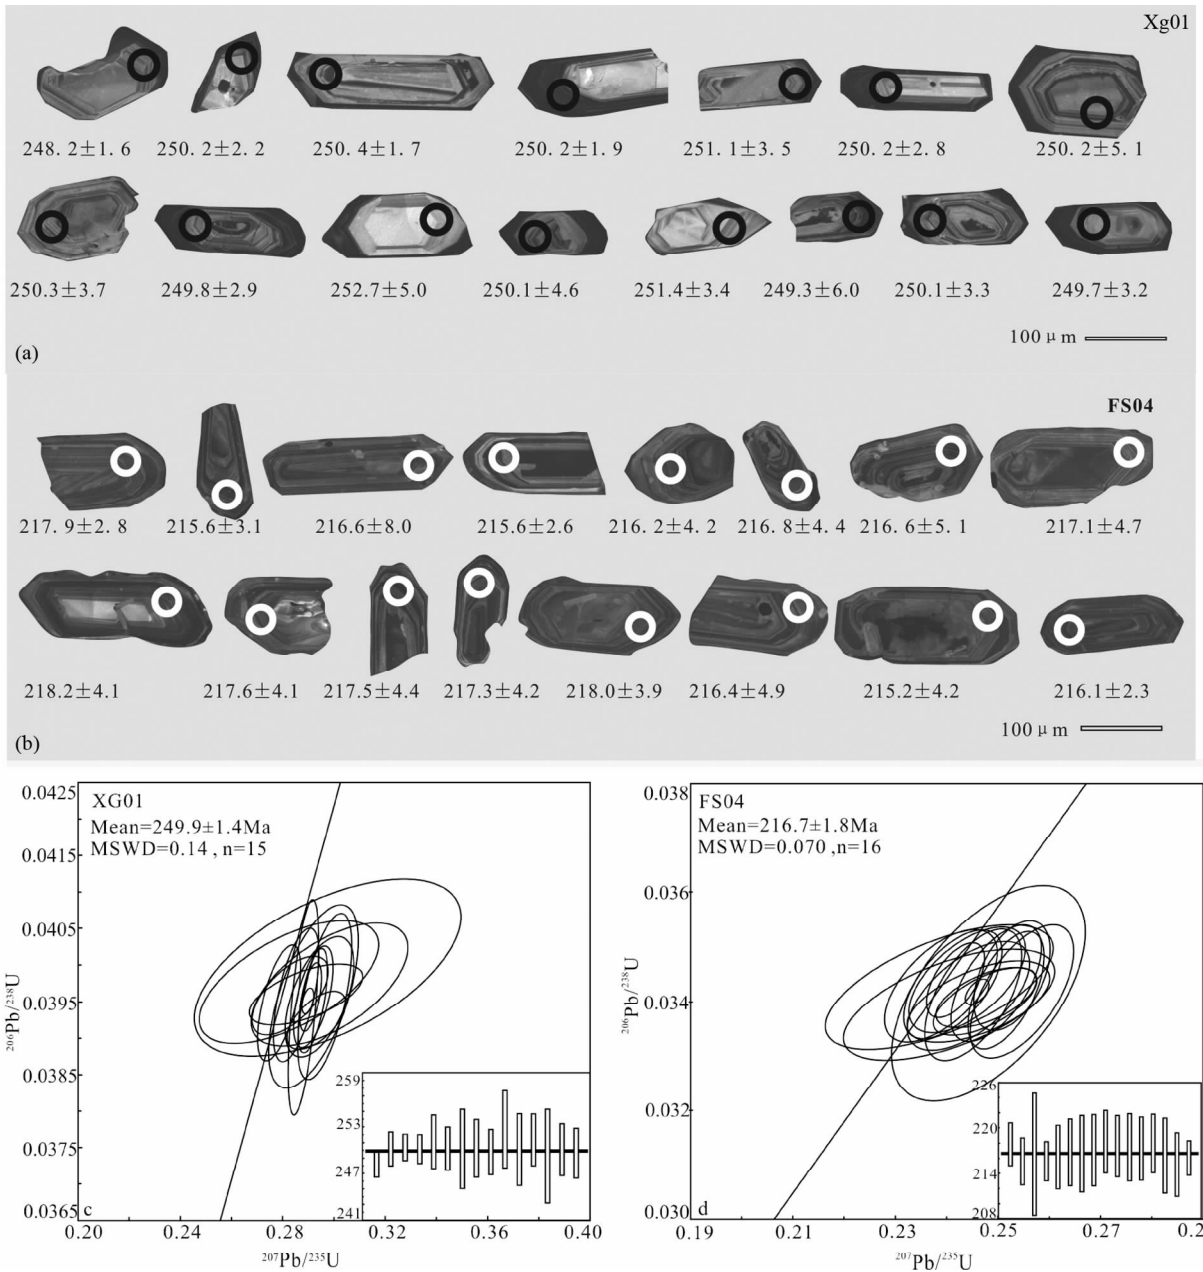 Xg01
248. 2±1. 6 250. 2±2. 2 250. 4±1. 7 250. 2±1. 9 251. 1±3. 5 250. 2±2. 8 250. 2±5. 1
250.3±3.7 249.8±2.9 252.7±5.0 250.1±4.6 251.4±3.4 249.3±6.0 250.1±3.3 249.7±3.2
100 μm
(a)
FS04
217. 9±2. 8 215.6±3.1 216.6±8.0 215.6±2.6 216. 2±4. 2 216. 8±4. 4 216. 6±5. 1 217.1±4.7
218.2±4.1 217.6±4.1 217.5±4.4 217.3±4.2 218.0±3.9 216.4±4.9 215.2±4.2 216.1±2.3
100 μm
(b)
XG01
Mean=249.9±1.4Ma
MSWD=0.14 , n=15
0.0425
0.0415
0.0405
0.0395
0.0385
0.0375
0.0365
²⁰⁶Pb/²³⁸U
259
253
247
241
c
0.20 0.24 0.28 0.32 0.36 0.40
²⁰⁷Pb/²³⁵U
FS04
Mean=216.7±1.8Ma
MSWD=0.070 ,n=16
0.038
0.036
0.034
0.032
0.030
²⁰⁶Pb/²³⁸U
226
220
214
208
d
0.19 0.21 0.23 0.25 0.27 0.2
²⁰⁷Pb/²³⁵U